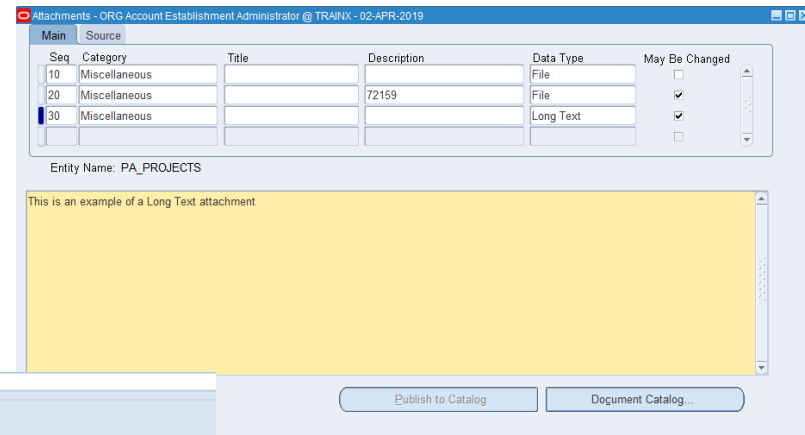 Attachments - ORG Account Establishment Administrator @ TRAINX - 02-APR-2019
Main Source
Seq Category Title Description Data Type May Be Changed
10 Miscellaneous File
20 Miscellaneous 72159 File
30 Miscellaneous Long Text
Entity Name: PA_PROJECTS
This is an example of a Long Text attachment
Publish to Catalog Document Catalog...